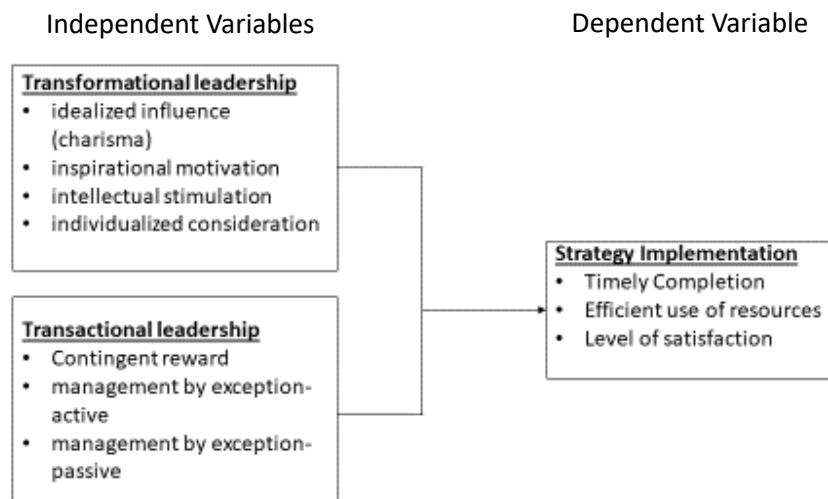 Independent Variables
Dependent Variable
Transformational leadership
• idealized influence
(charisma)
• inspirational motivation
• intellectual stimulation
• individualized consideration
Transactional leadership
• Contingent reward
• management by exception-
active
• management by exception-
passive
Strategy Implementation
• Timely Completion
• Efficient use of resources
• Level of satisfaction